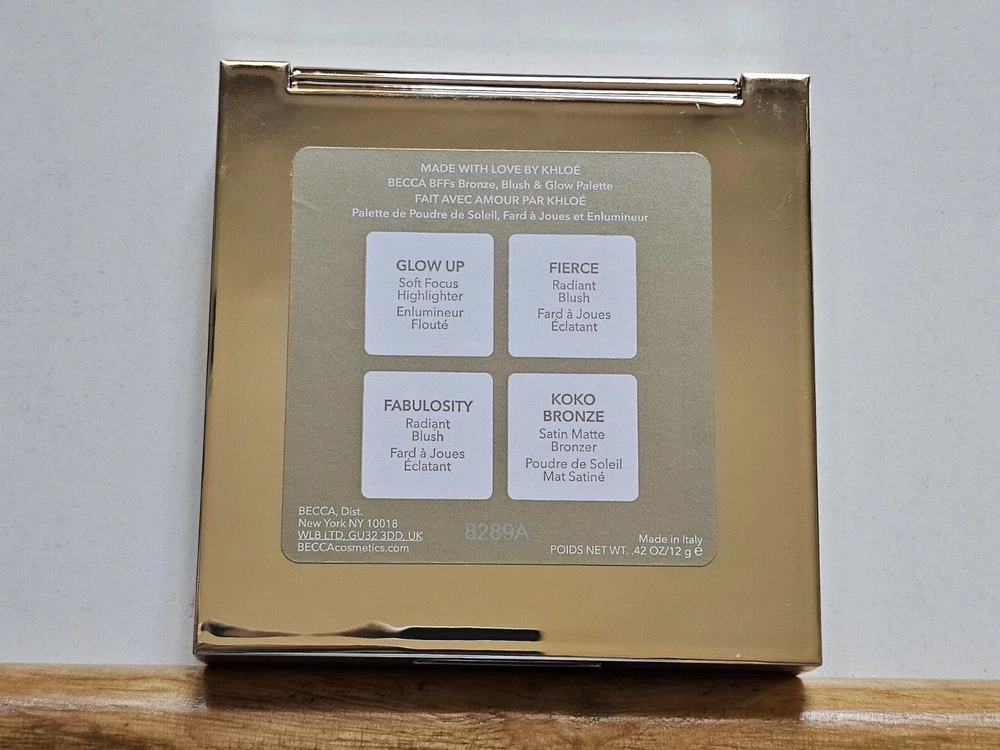 MADE WITH LOVE BY KHLOÉ
BECCA BFFs Bronze, Blush & Glow Palette
FAIT AVEC AMOUR PAR KHLOÉ
Palette de Poudre de Soleil, Fard à Joues et Enlumineur
GLOW UP
Soft Focus
Highlighter
Enlumineur
Flouté
FIERCE
Radiant
Blush
Fard à Joues
Éclatant
FABULOSITY
Radiant
Blush
Fard à Joues
Éclatant
KOKO
BRONZE
Satin Matte
Bronzer
Poudre de Soleil
Mat Satiné
BECCA, Dist.
New York NY 10018
WLB LTD, GU32 3DD, UK
BECCAcosmetics.com
8289A
Made in Italy
POIDS NET WT. .42 OZ/12 g ℮